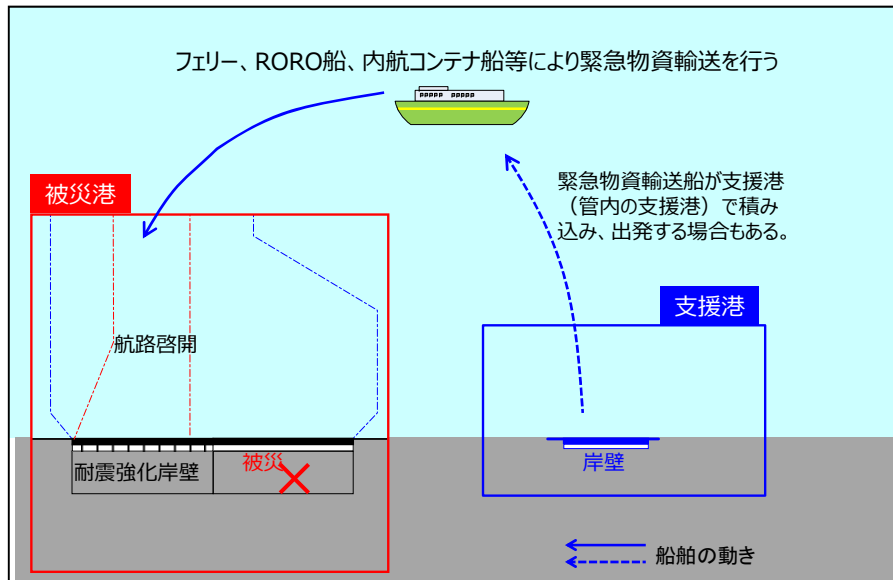 フェリー、RORO船、内航コンテナ船等により緊急物資輸送を行う
被災港
緊急物資輸送船が支援港
（管内の支援港）で積み
込み、出発する場合もある。
支援港
航路啓開
耐震強化岸壁
被災
岸壁
船舶の動き